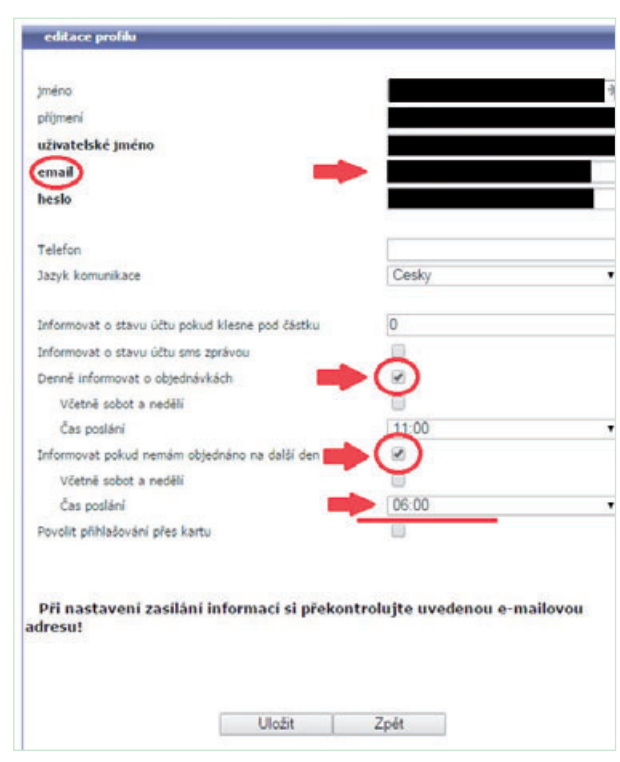 editace profilu
jméno
příjmení
uživatelské jméno
email
heslo
Telefon
Jazyk komunikace Cesky
Informovat o stavu účtu pokud klesne pod částku 0
Informovat o stavu účtu sms zprávou
Denně informovat o objednávkách
Včetně sobot a nedělí
Čas poslání 11:00
Informovat pokud nemám objednáno na další den
Včetně sobot a nedělí
Čas poslání 06:00
Povolit přihlašování přes kartu
Při nastavení zasílání informací si překontrolujte uvedenou e-mailovou
adresu!
Uložit Zpět